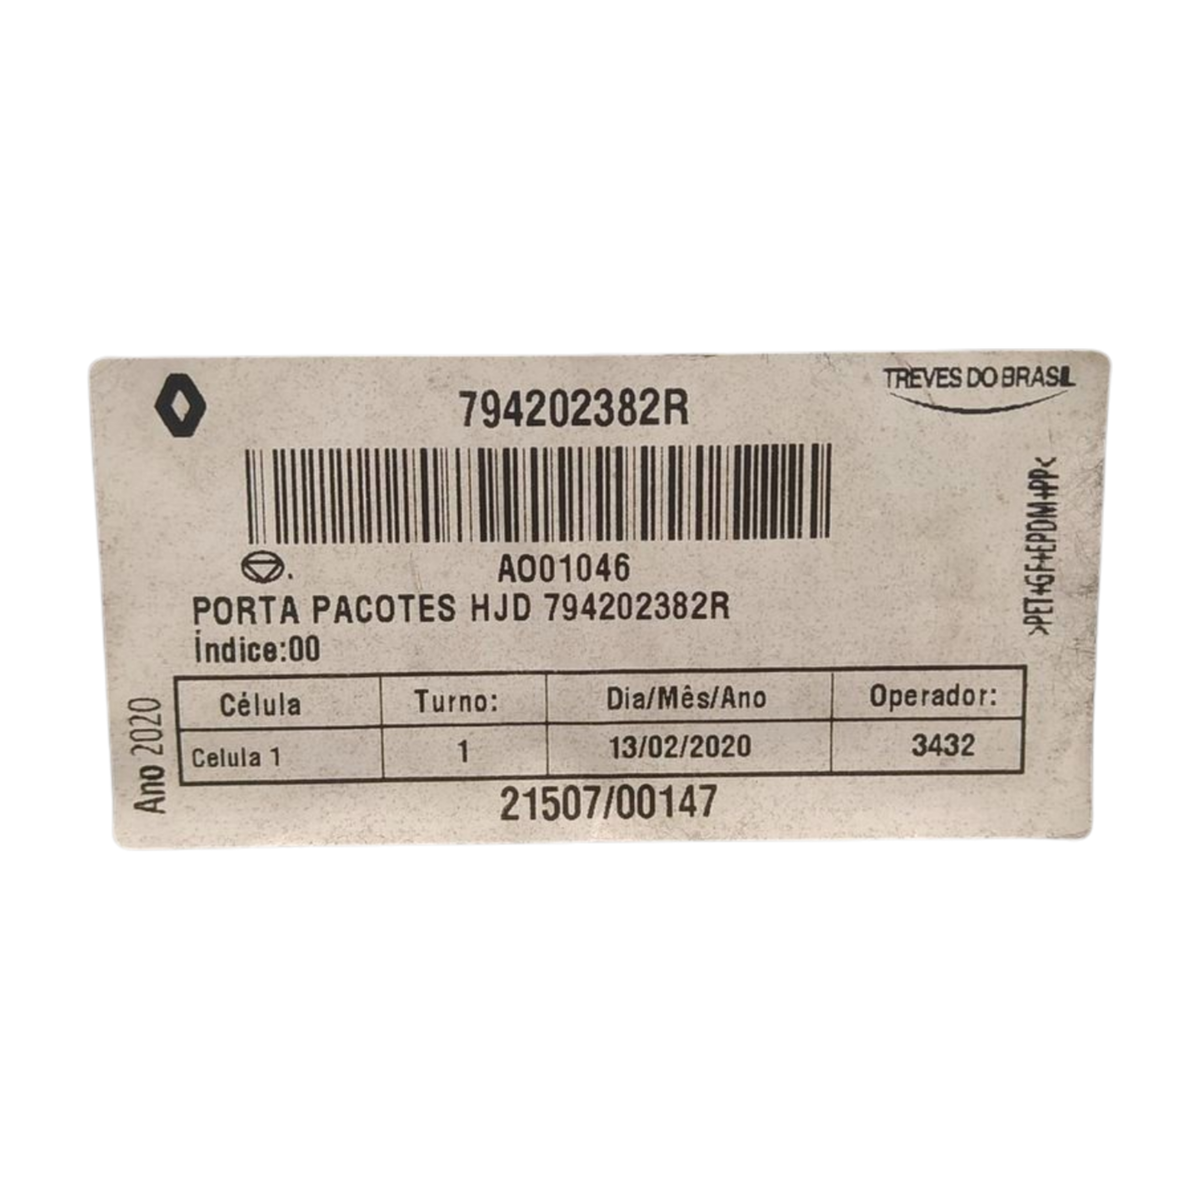 794202382R
TREVES DO BRASIL
AO01046
PORTA PACOTES HJD 794202382R
Índice:00
>PET+GF+EPDM+PP<
Ano 2020
Célula Turno: Dia/Mês/Ano Operador:
Celula 1 1 13/02/2020 3432
21507/00147